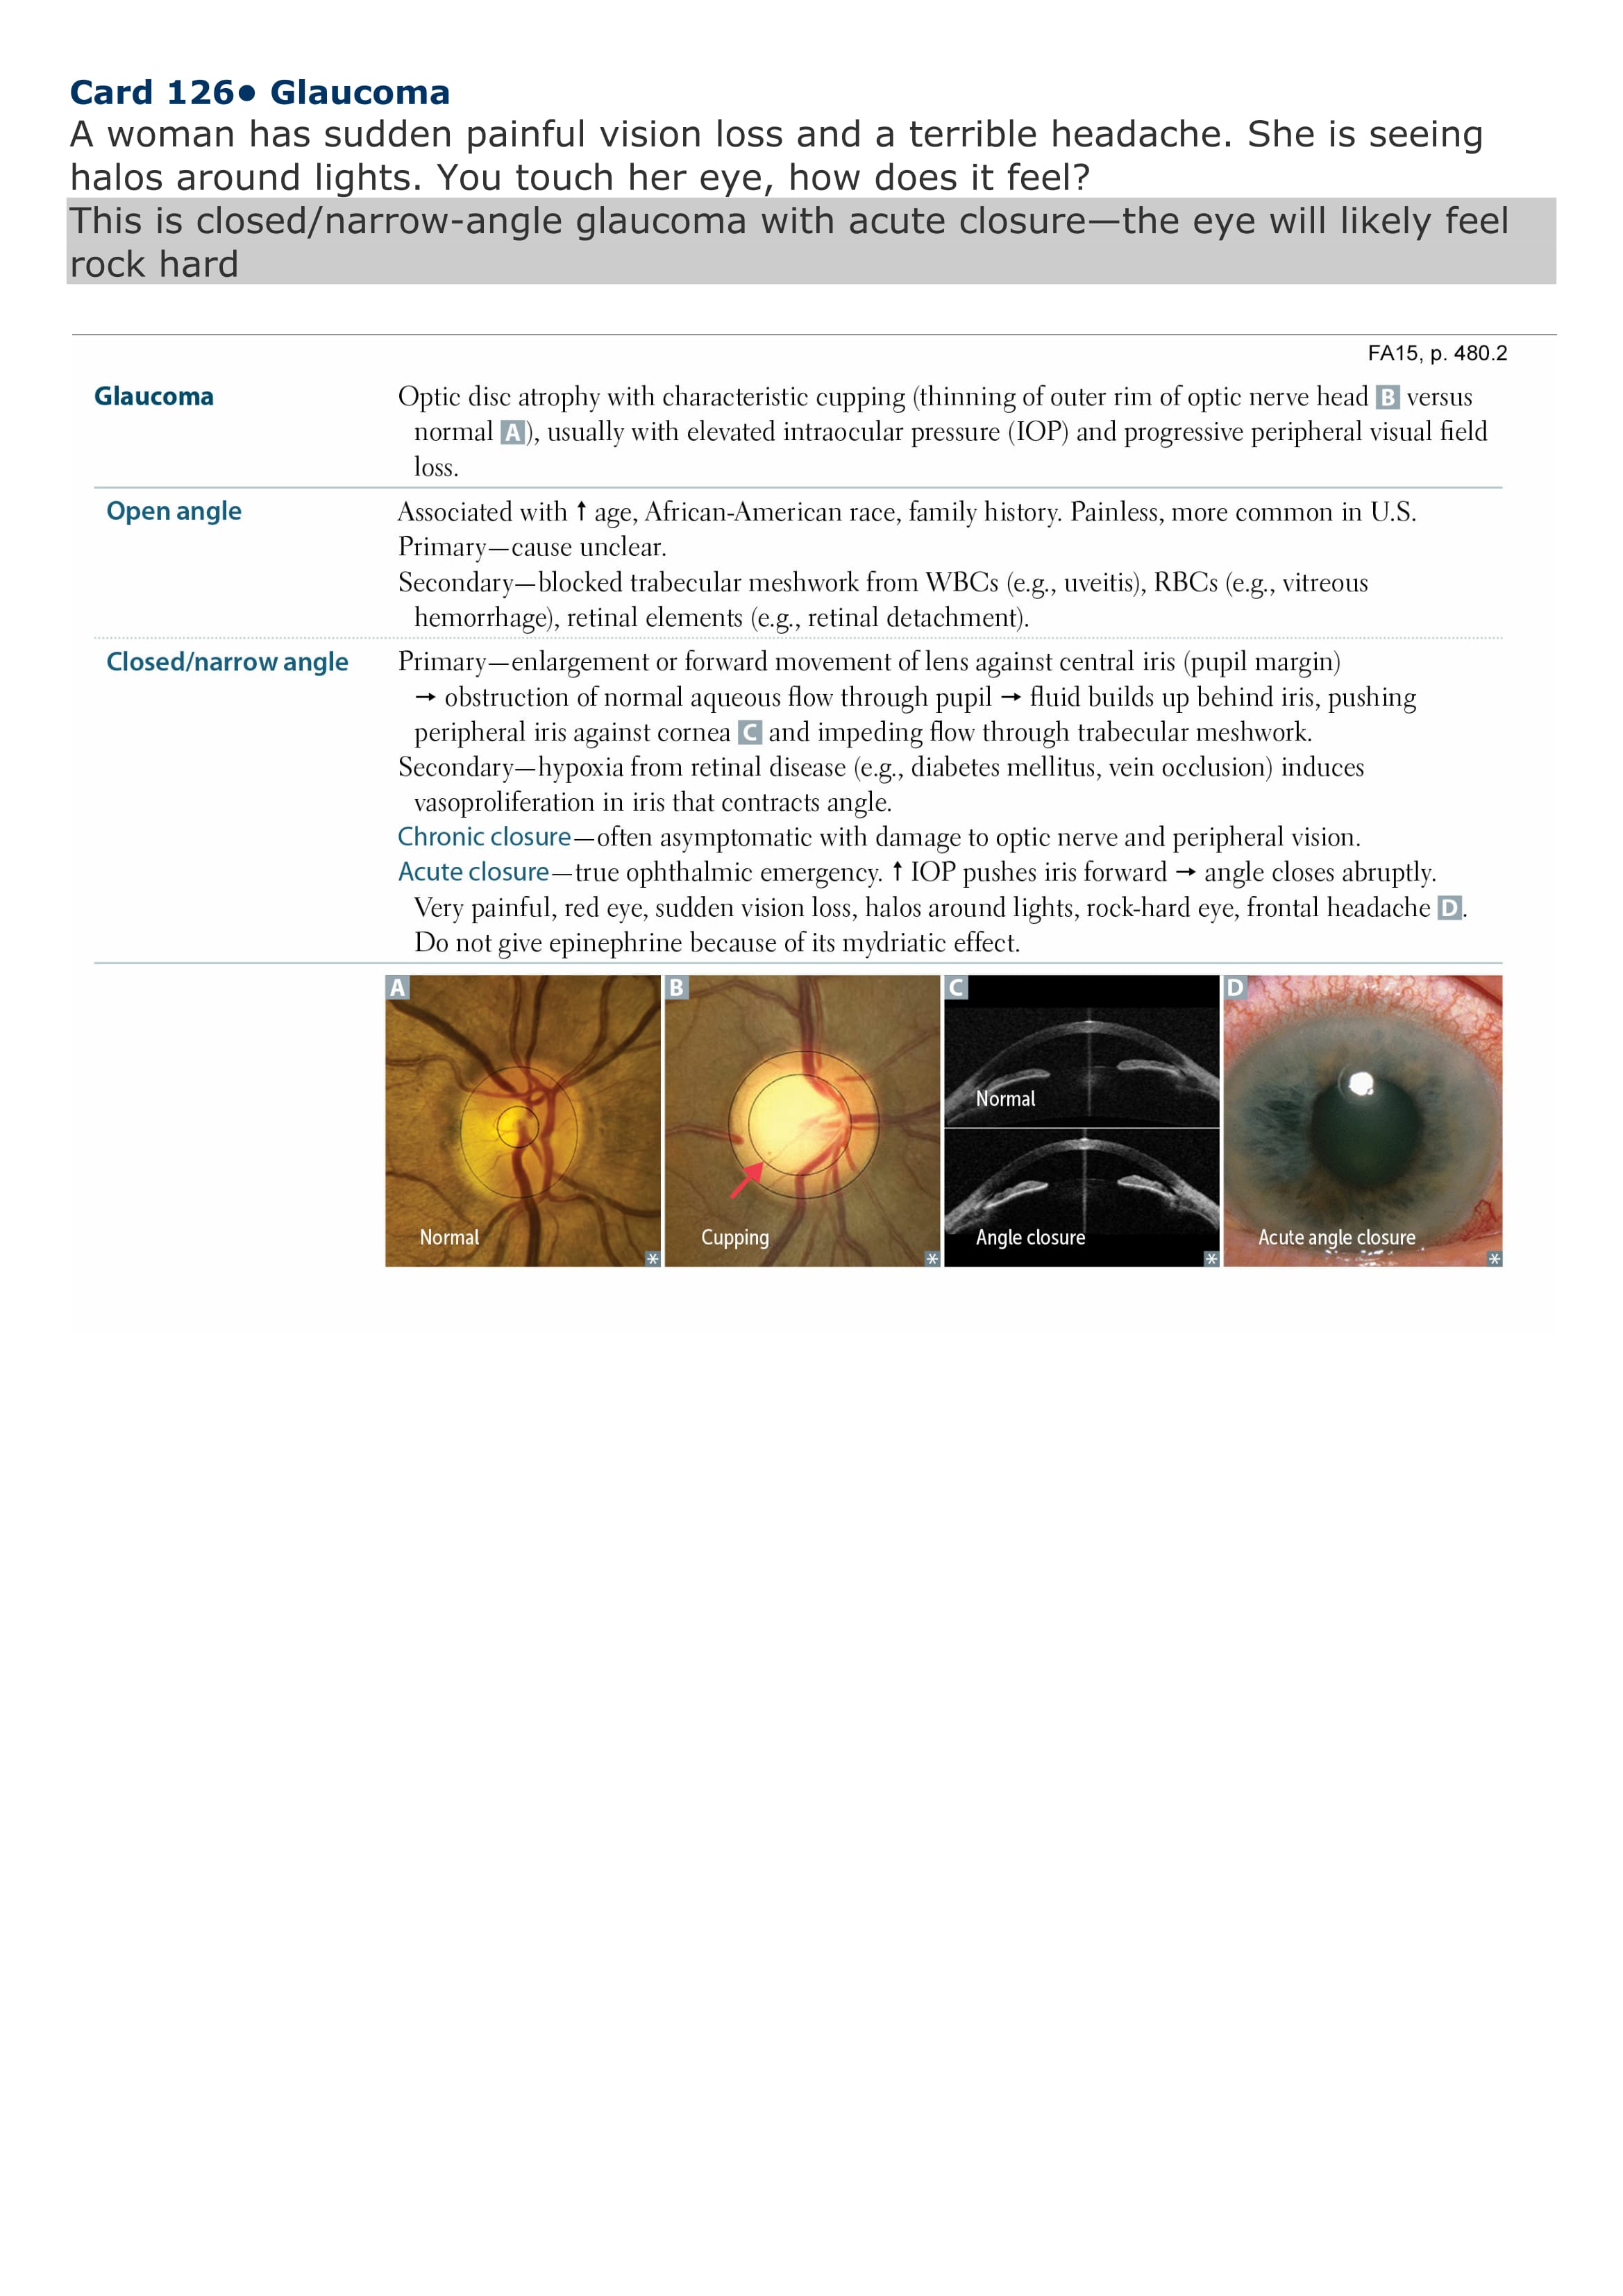 Card 126• Glaucoma
A woman has sudden painful vision loss and a terrible headache. She is seeing
halos around lights. You touch her eye, how does it feel?
This is closed/narrow-angle glaucoma with acute closure—the eye will likely feel
rock hard
FA15, p. 480.2
Glaucoma
Optic disc atrophy with characteristic cupping (thinning of outer rim of optic nerve head B versus
normal A), usually with elevated intraocular pressure (IOP) and progressive peripheral visual field
loss.
Open angle
Associated with ↑ age, African-American race, family history. Painless, more common in U.S.
Primary—cause unclear.
Secondary—blocked trabecular meshwork from WBCs (e.g., uveitis), RBCs (e.g., vitreous
hemorrhage), retinal elements (e.g., retinal detachment).
Closed/narrow angle
Primary—enlargement or forward movement of lens against central iris (pupil margin)
→ obstruction of normal aqueous flow through pupil → fluid builds up behind iris, pushing
peripheral iris against cornea C and impeding flow through trabecular meshwork.
Secondary—hypoxia from retinal disease (e.g., diabetes mellitus, vein occlusion) induces
vasoproliferation in iris that contracts angle.
Chronic closure—often asymptomatic with damage to optic nerve and peripheral vision.
Acute closure—true ophthalmic emergency. ↑ IOP pushes iris forward → angle closes abruptly.
Very painful, red eye, sudden vision loss, halos around lights, rock-hard eye, frontal headache D.
Do not give epinephrine because of its mydriatic effect.
A
Normal
*
B
Cupping
*
C
Normal
Angle closure
*
D
Acute angle closure
*